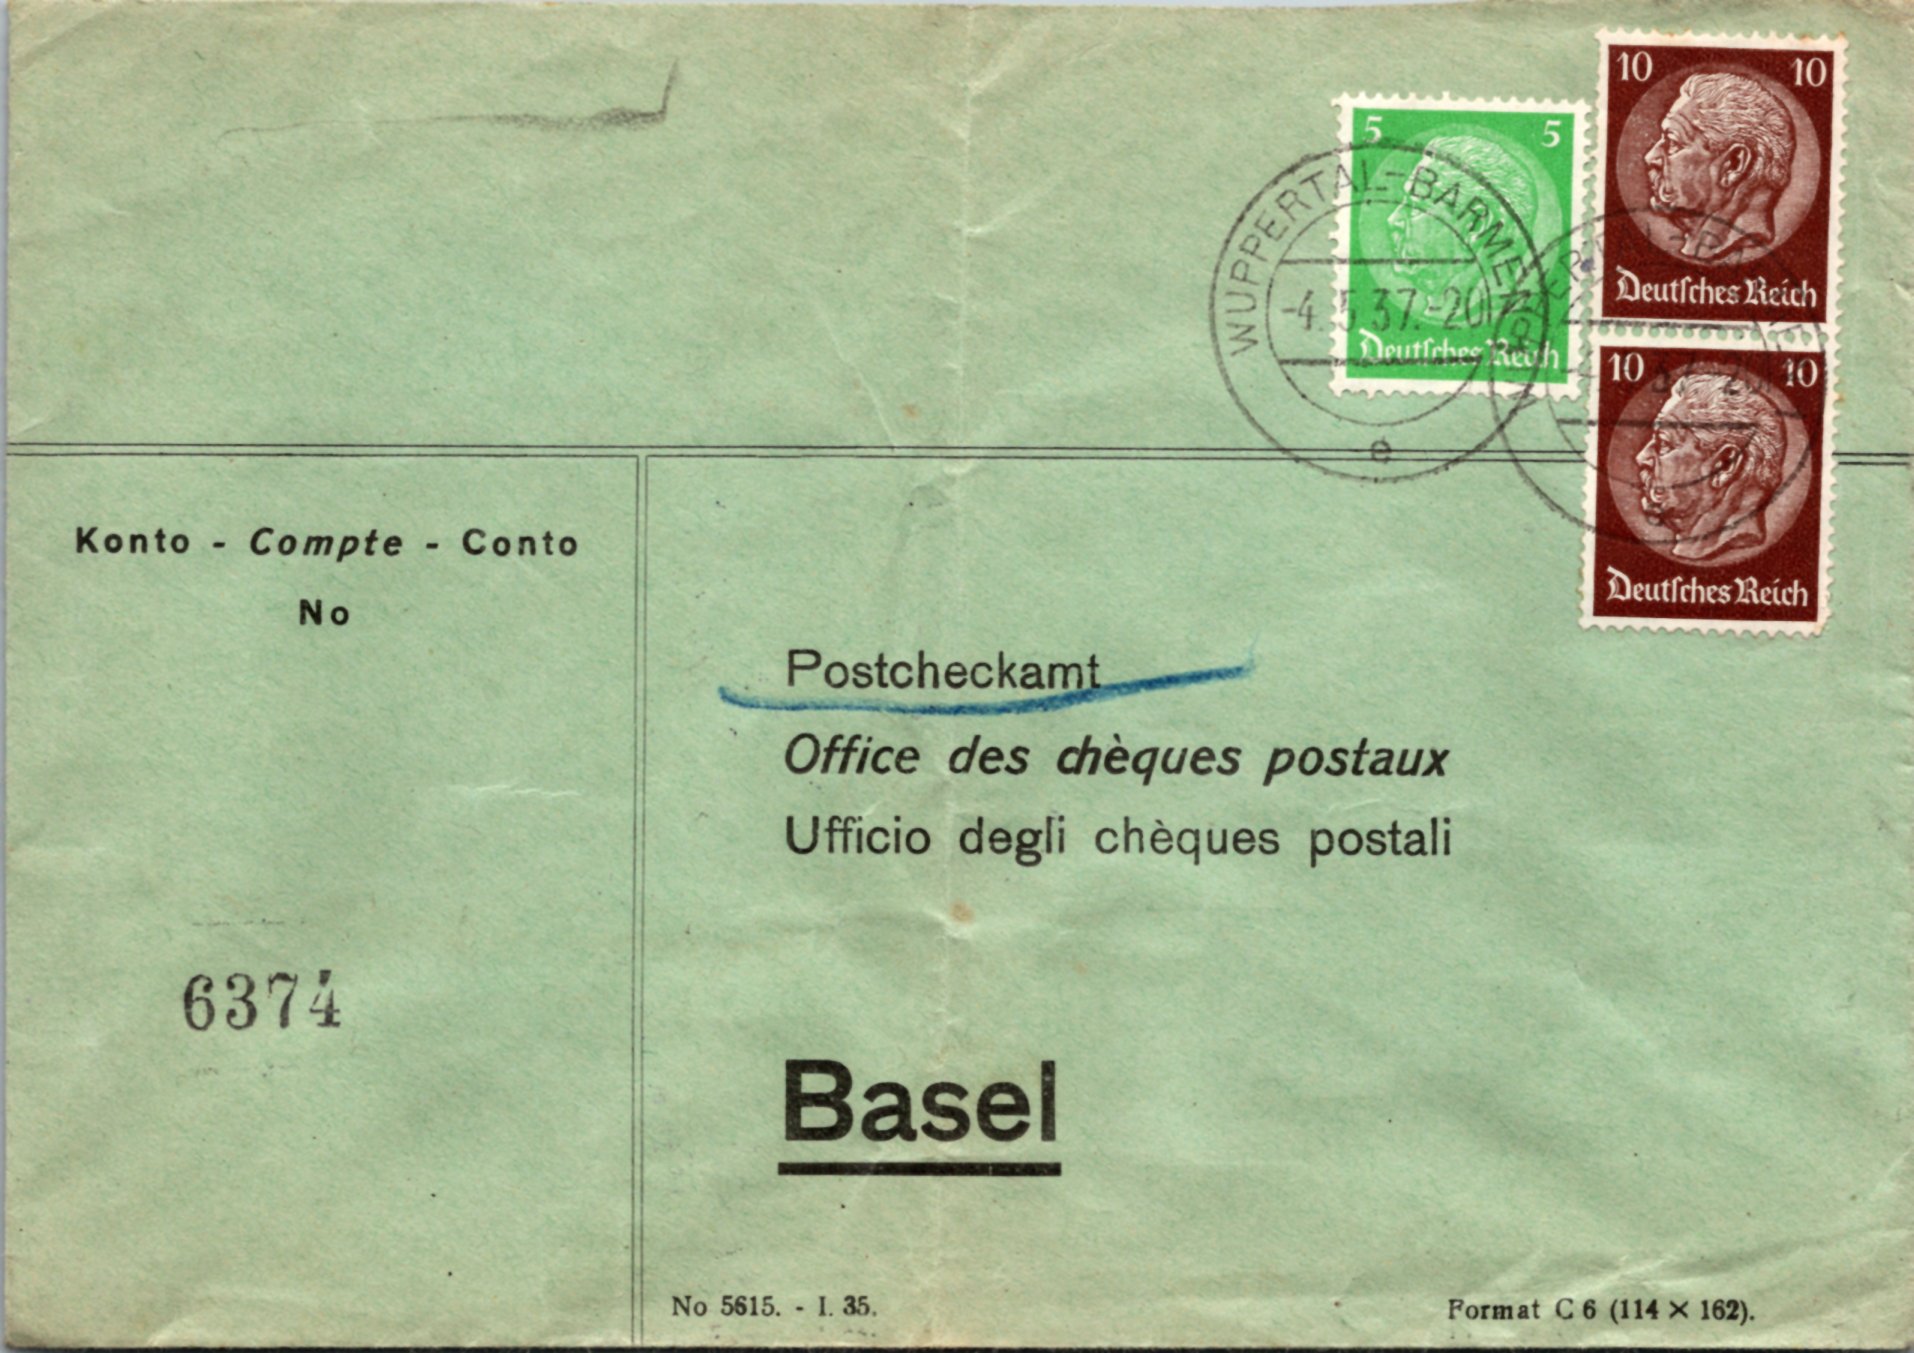 10 10
Deutſches Reich
5 5
Deutſches Reich
WUPPERTAL-BARMEN
-4.5.37.-20
e
10 10
Deutſches Reich
Konto - Compte - Conto
No
Postcheckamt
Office des chèques postaux
Ufficio degli chèques postali
6374
Basel
No 5615. - I. 35.
Format C 6 (114 × 162).